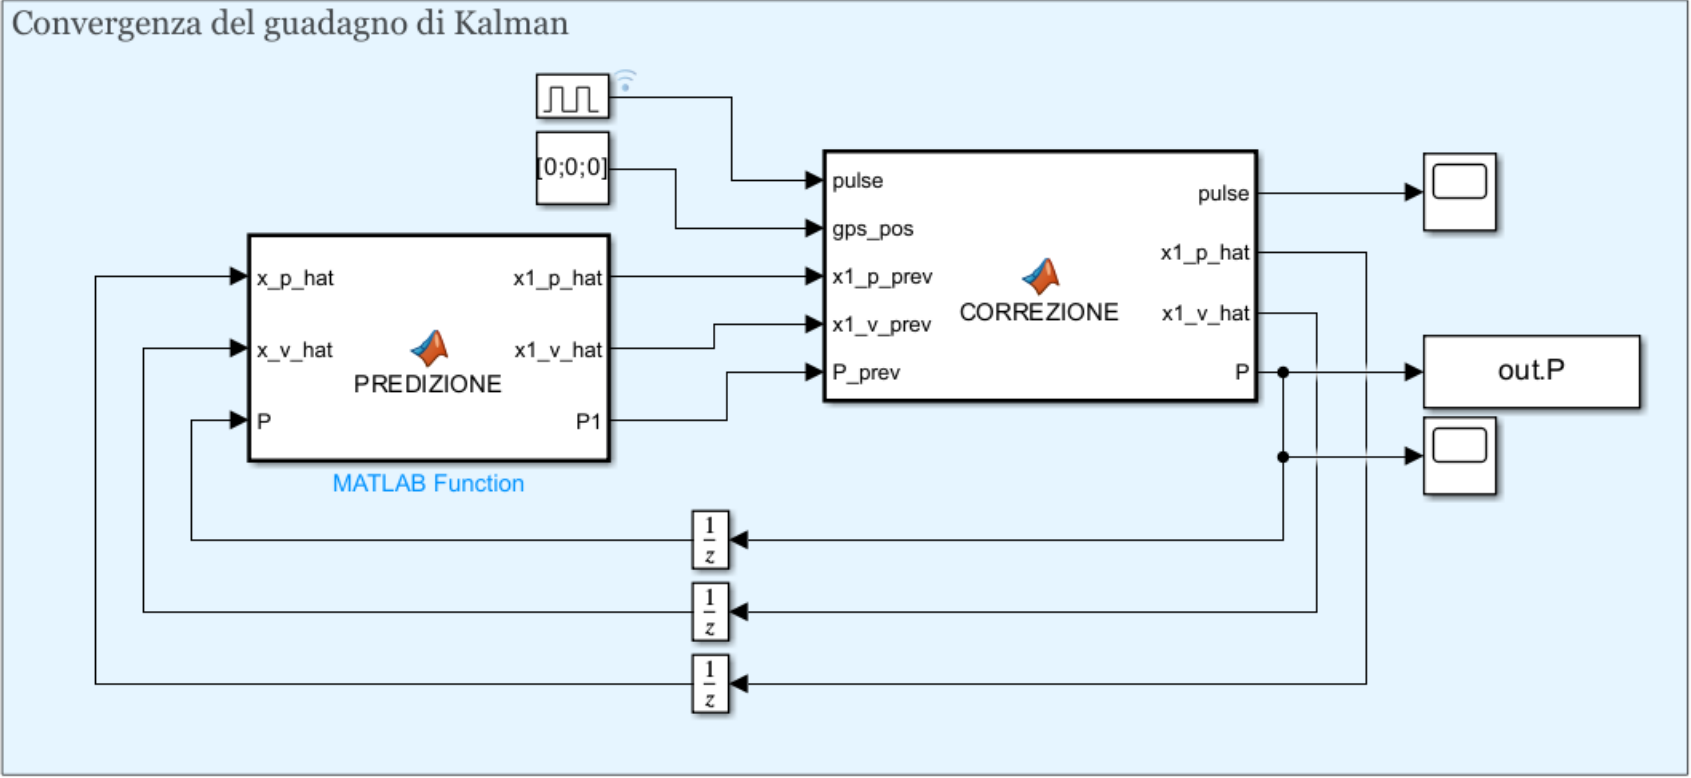 Convergenza del guadagno di Kalman
[0;0;0]
pulse
gps_pos
x1_p_prev
x1_v_prev
P_prev
CORREZIONE
pulse
x1_p_hat
x1_v_hat
P
out.P
x_p_hat
x_v_hat
P
PREDIZIONE
x1_p_hat
x1_v_hat
P1
MATLAB Function
1
z
1
z
1
z